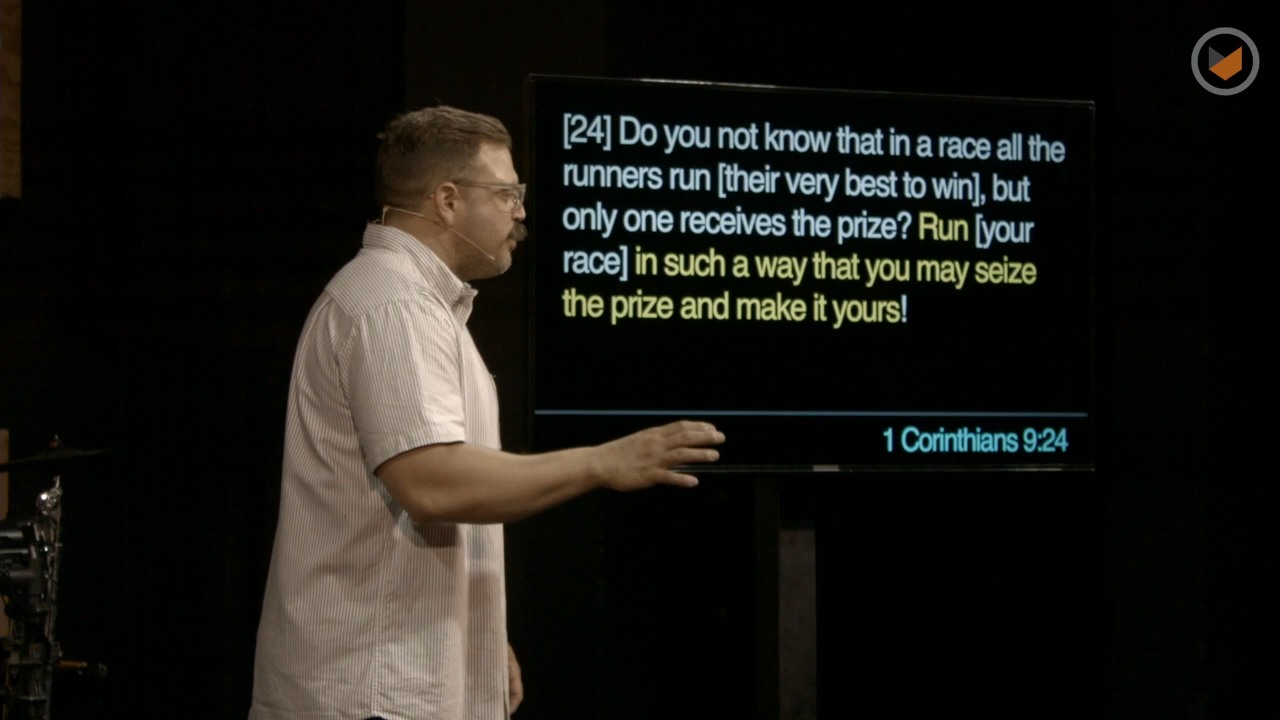 [24] Do you not know that in a race all the
runners run [their very best to win], but
only one receives the prize? Run [your
race] in such a way that you may seize
the prize and make it yours!
1 Corinthians 9:24